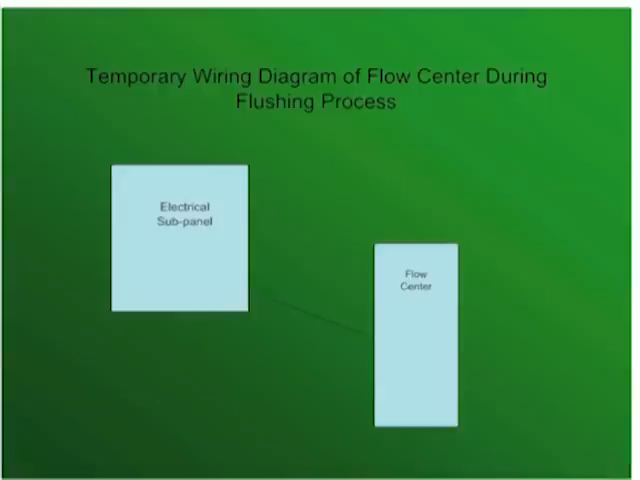 Temporary Wiring Diagram of Flow Center During
Flushing Process
Electrical
Sub-panel
Flow
Center